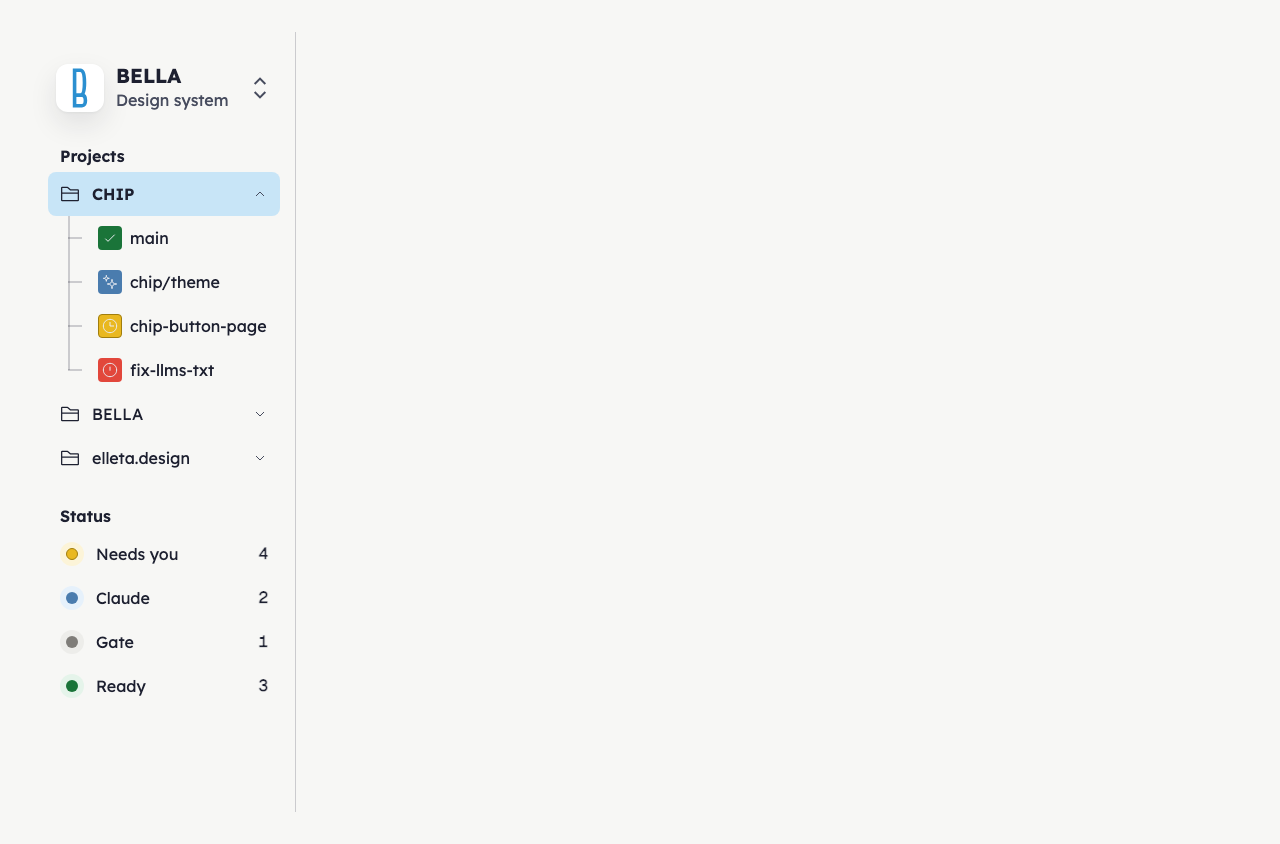 BELLA
Design system
Projects
CHIP
main
chip/theme
chip-button-page
fix-llms-txt
BELLA
elleta.design
Status
Needs you 4
Claude 2
Gate 1
Ready 3